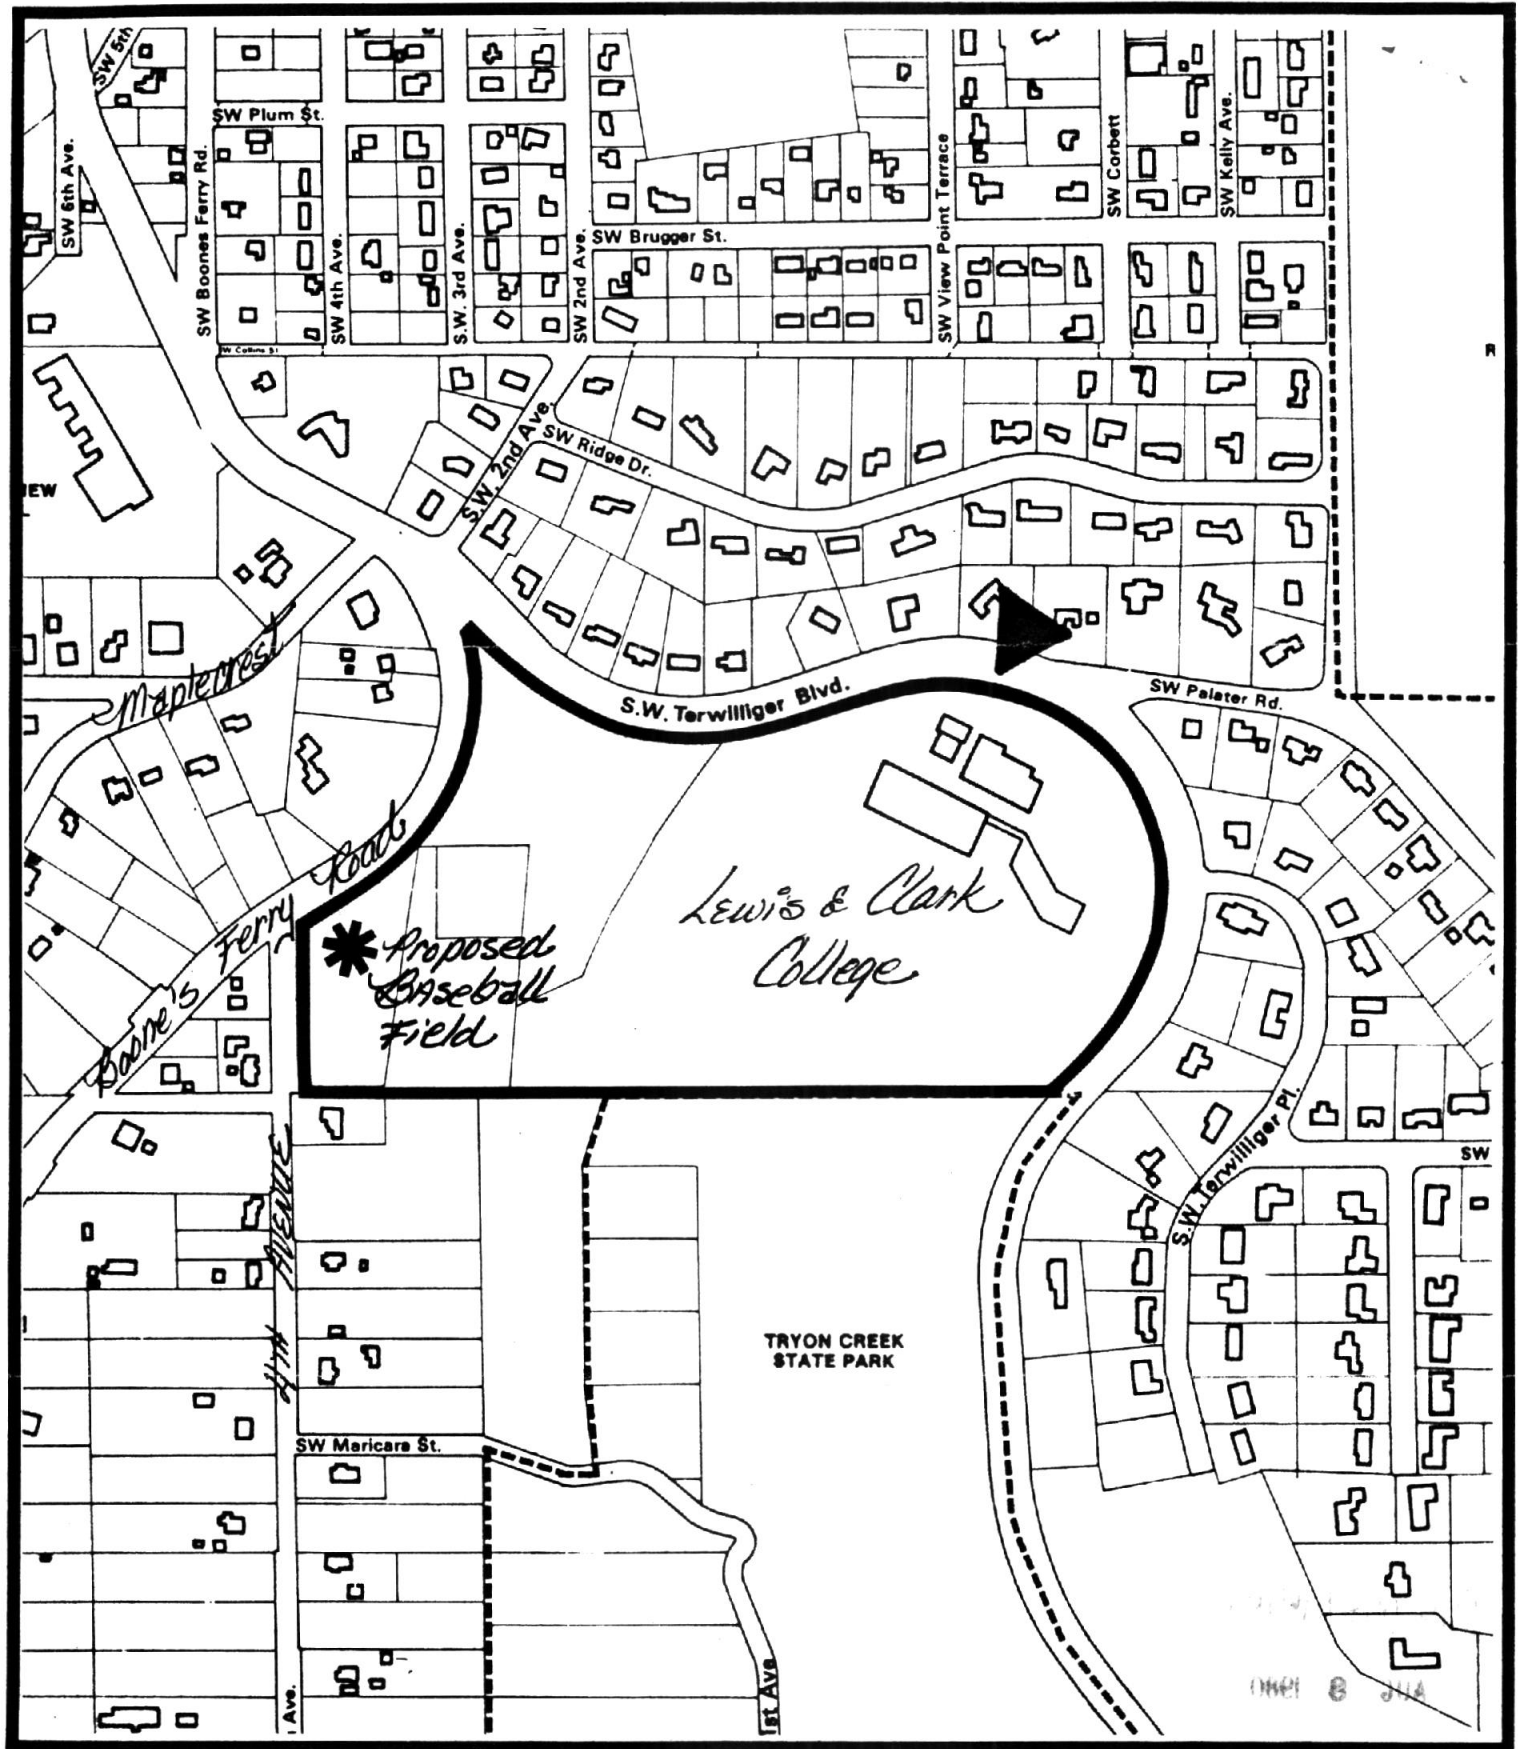 SW 5th
SW Plum St.
SW 6th Ave.
SW Boones Ferry Rd.
SW 4th Ave.
S.W. 3rd Ave.
SW 2nd Ave.
SW Brugger St.
SW View Point Terrace
SW Corbett
SW Kelly Ave.
SW Collins St
R
IEW
S.W. 2nd Ave.
SW Ridge Dr.
Maplecrest
S.W. Terwilliger Blvd.
SW Palater Rd.
Boone's Ferry Road
Lewis & Clark
College
Proposed
Baseball
Field
S.W. Terwilliger Pl.
SW
4th AVENUE
TRYON CREEK
STATE PARK
SW Maricara St.
Ave.
1st Ave